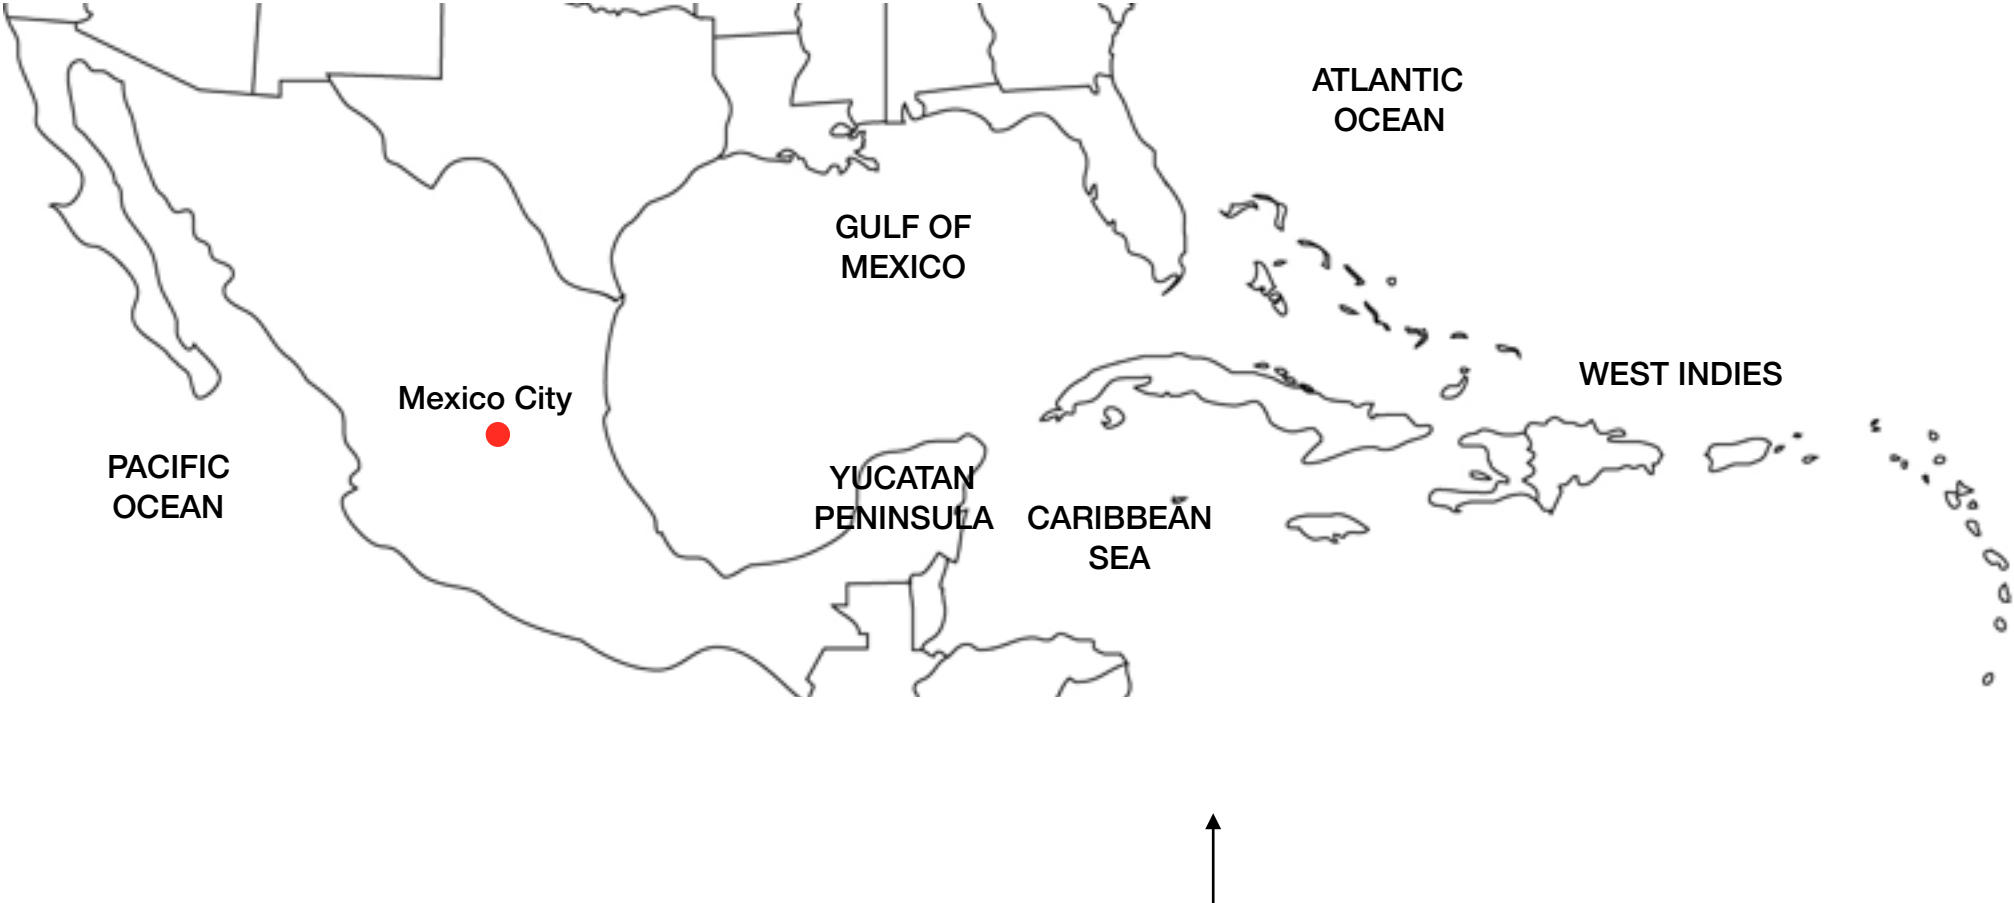 ATLANTIC
OCEAN
GULF OF
MEXICO
WEST INDIES
Mexico City
PACIFIC
OCEAN
YUCATAN
PENINSULA
CARIBBEAN
SEA